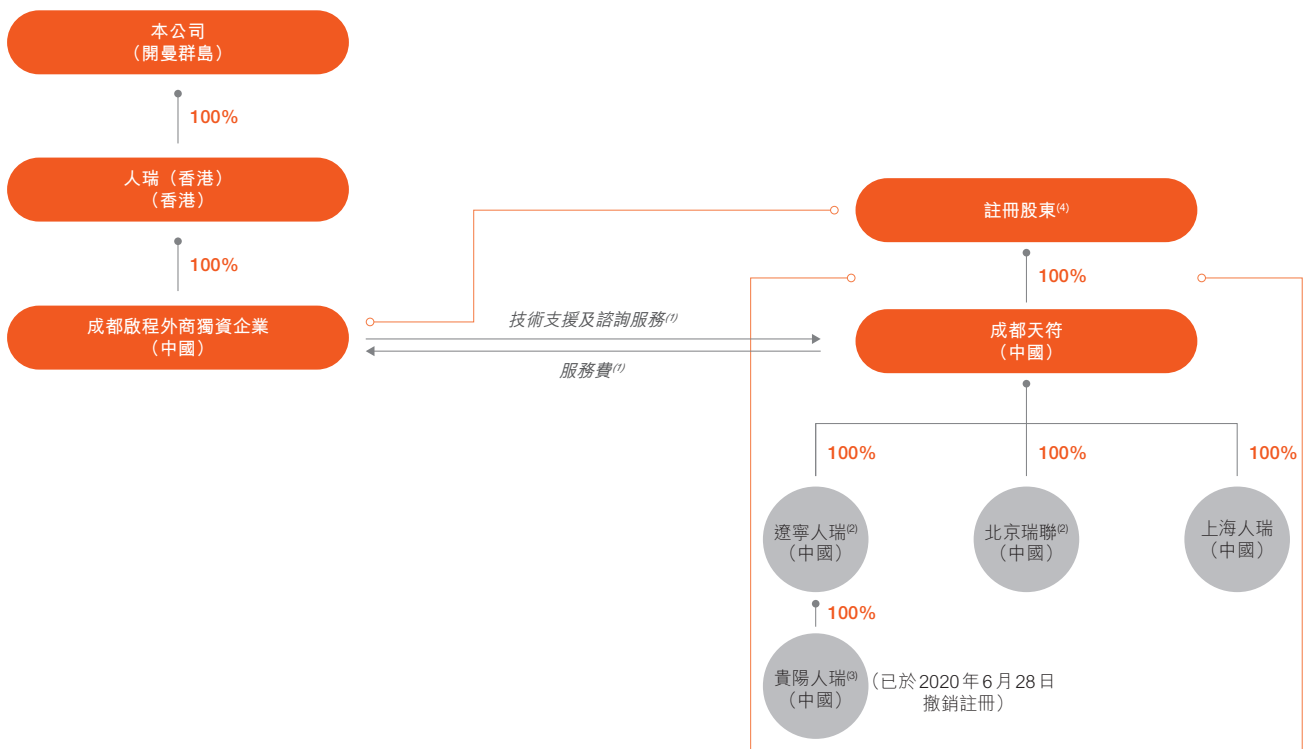 本公司
（開曼群島）
100%
人瑞（香港）
（香港）
100%
成都啟程外商獨資企業
（中國）
技術支援及諮詢服務(1)
服務費(1)
註冊股東(4)
100%
成都天符
（中國）
100%
100%
100%
遼寧人瑞(2)
（中國）
北京瑞聯(2)
（中國）
上海人瑞
（中國）
100%
貴陽人瑞(3)
（中國）
（已於2020年6月28日
撤銷註冊）